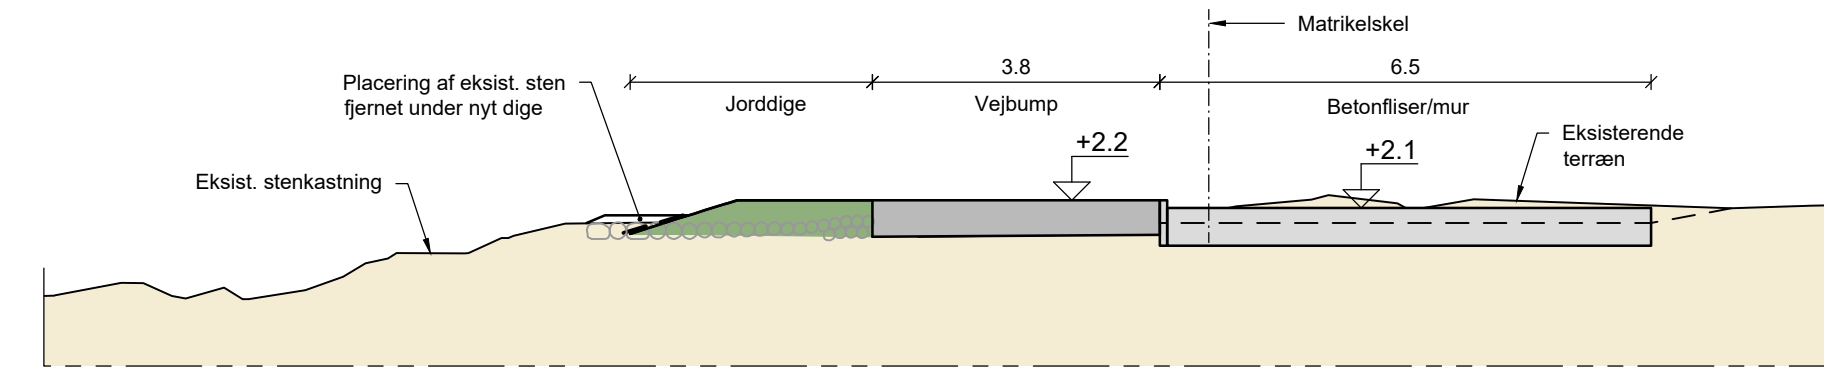 Matrikelskel
3.8
6.5
Placering af eksist. sten
fjernet under nyt dige
Jorddige
Vejbump
Betonfliser/mur
+2.2
+2.1
Eksisterende
terræn
Eksist. stenkastning